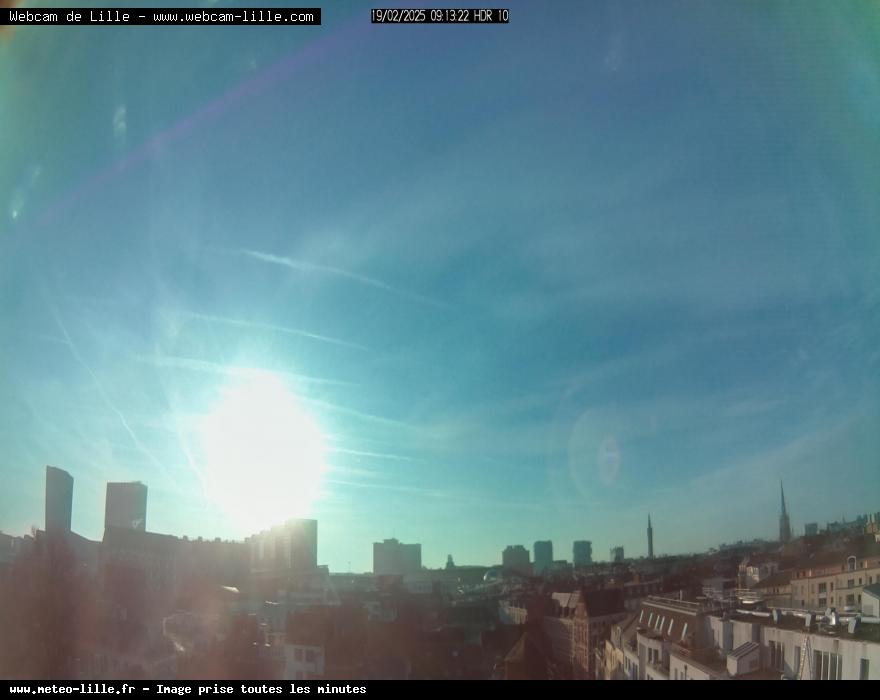 Webcam de Lille - www.webcam-lille.com
19/02/2025 09:13:22 HDR 10
www.meteo-lille.fr - Image prise toutes les minutes